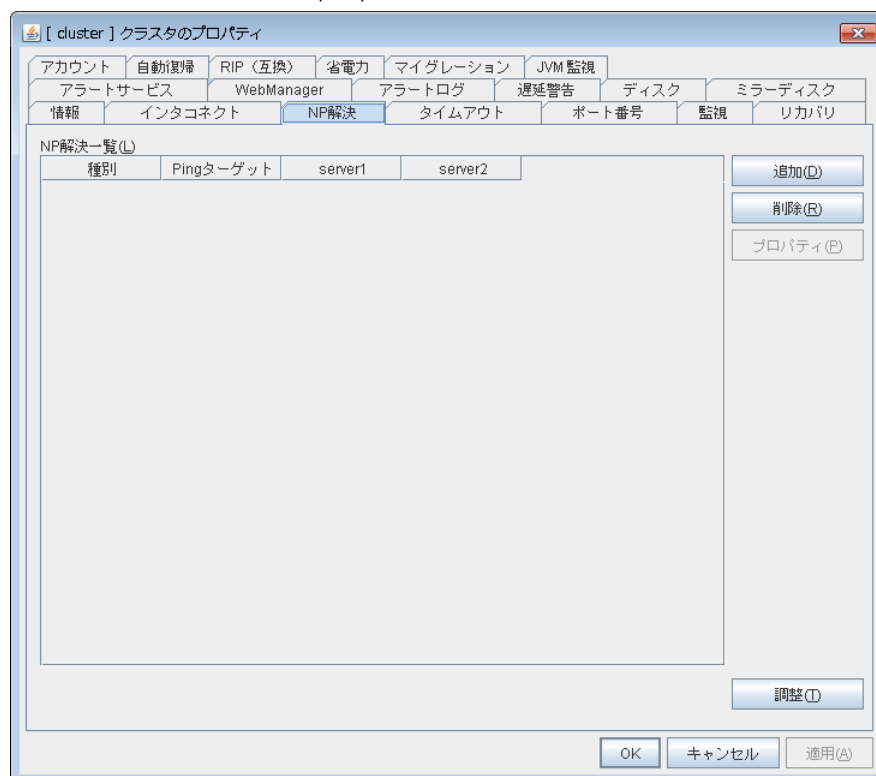 [ cluster ] クラスタのプロパティ
アカウント 自動復帰 RIP（互換） 省電力 マイグレーション JVM 監視
アラートサービス WebManager アラートログ 遅延警告 ディスク ミラーディスク
情報 インタコネクト NP解決 タイムアウト ポート番号 監視 リカバリ
NP解決一覧(L)
種別 Pingターゲット server1 server2
追加(D)
削除(R)
プロパティ(P)
調整(T)
OK キャンセル 適用(A)